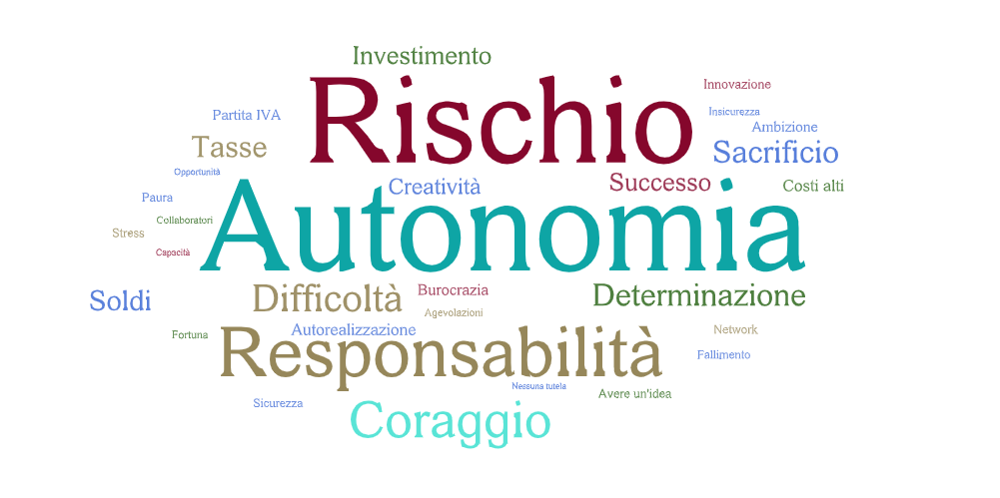 Investimento
Rischio
Innovazione
Partita IVA
Insicurezza
Ambizione
Tasse
Sacrificio
Opportunità
Creatività
Successo
Costi alti
Paura
Collaboratori
Autonomia
Stress
Capacità
Soldi
Difficoltà
Burocrazia
Determinazione
Agevolazioni
Fortuna
Autorealizzazione
Network
Responsabilità
Fallimento
Nessuna tutela
Avere un'idea
Sicurezza
Coraggio